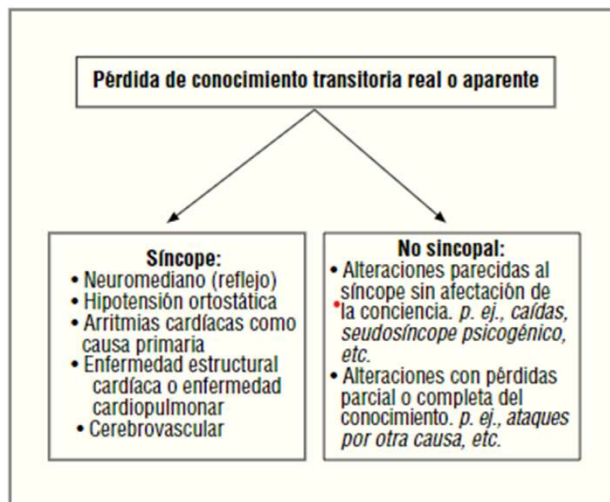 Pérdida de conocimiento transitoria real o aparente
Síncope:
• Neuromediano (reflejo)
• Hipotensión ortostática
• Arritmias cardíacas como
causa primaria
• Enfermedad estructural
cardíaca o enfermedad
cardiopulmonar
• Cerebrovascular
No sincopal:
• Alteraciones parecidas al
síncope sin afectación de
la conciencia. p. ej., caídas,
seudosíncope psicogénico,
etc.
• Alteraciones con pérdidas
parcial o completa del
conocimiento. p. ej., ataques
por otra causa, etc.